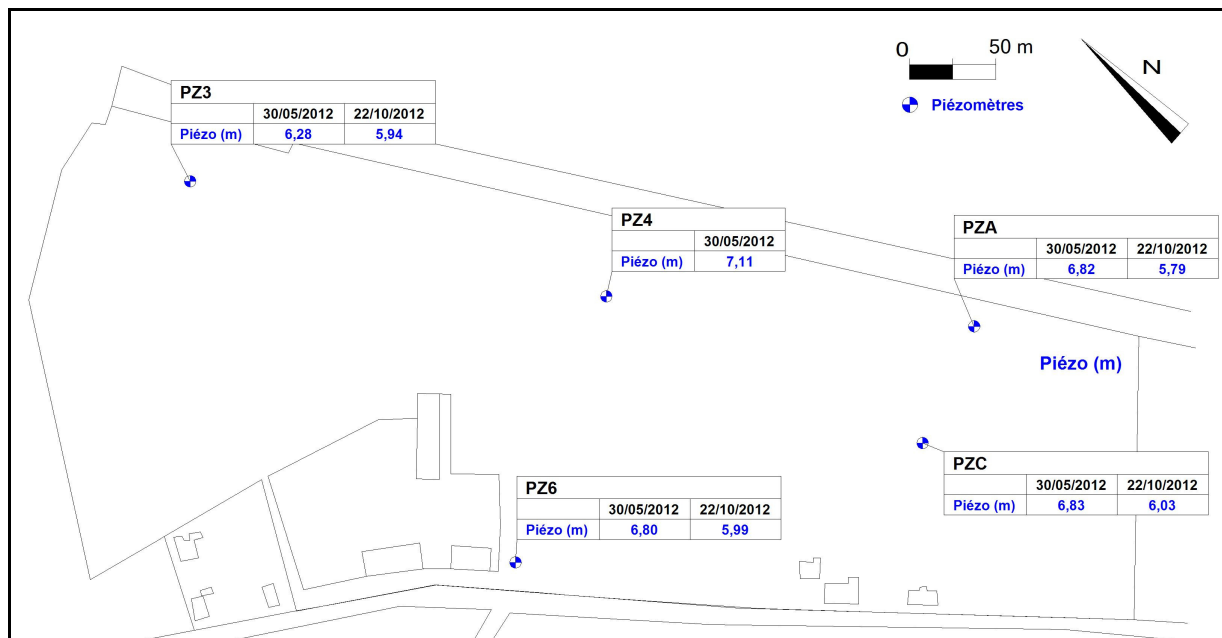 0 50 m
N
Piézomètres
PZ3
30/05/2012 22/10/2012
Piézo (m) 6,28 5,94
PZ4
30/05/2012
Piézo (m) 7,11
PZA
30/05/2012 22/10/2012
Piézo (m) 6,82 5,79
Piézo (m)
PZC
30/05/2012 22/10/2012
Piézo (m) 6,83 6,03
PZ6
30/05/2012 22/10/2012
Piézo (m) 6,80 5,99